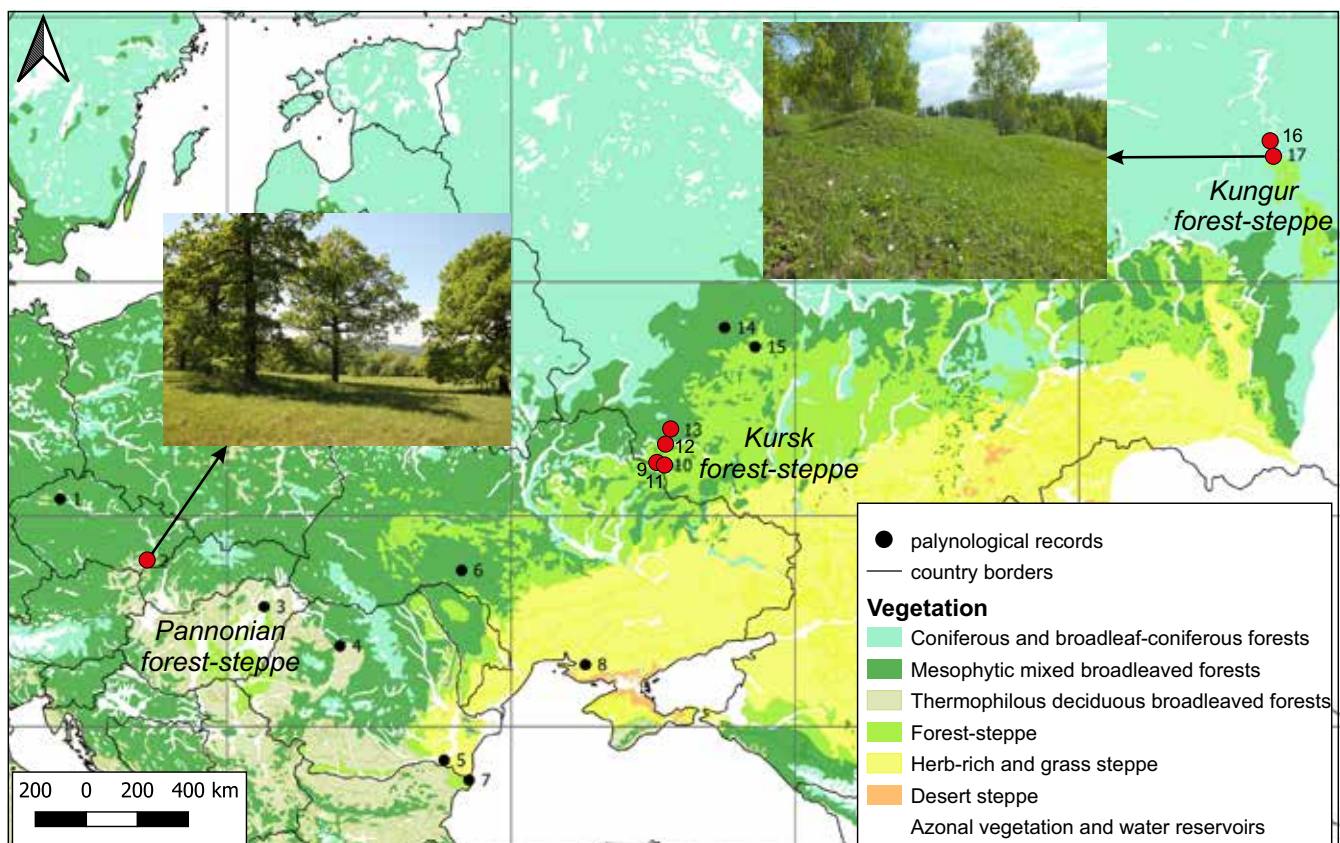 16
17
Kungur
forest-steppe
14
15
13
12
Kursk
forest-steppe
9
10
11
1
2
6
3
Pannonian
forest-steppe
4
8
5
7
200 0 200 400 km
palynological records
country borders
Vegetation
Coniferous and broadleaf-coniferous forests
Mesophytic mixed broadleaved forests
Thermophilous deciduous broadleaved forests
Forest-steppe
Herb-rich and grass steppe
Desert steppe
Azonal vegetation and water reservoirs